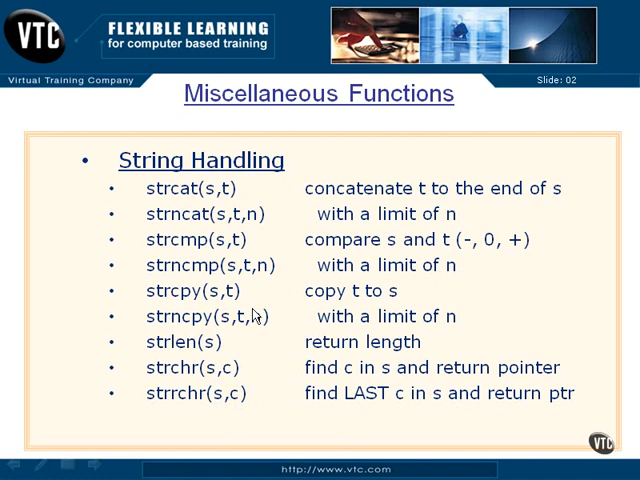 VTC
FLEXIBLE LEARNING
for computer based training
Virtual Training Company
Slide: 02
Miscellaneous Functions
• String Handling
• strcat(s,t) concatenate t to the end of s
• strncat(s,t,n) with a limit of n
• strcmp(s,t) compare s and t (-, 0, +)
• strncmp(s,t,n) with a limit of n
• strcpy(s,t) copy t to s
• strncpy(s,t,n) with a limit of n
• strlen(s) return length
• strchr(s,c) find c in s and return pointer
• strrchr(s,c) find LAST c in s and return ptr
VTC
http://www.vtc.com